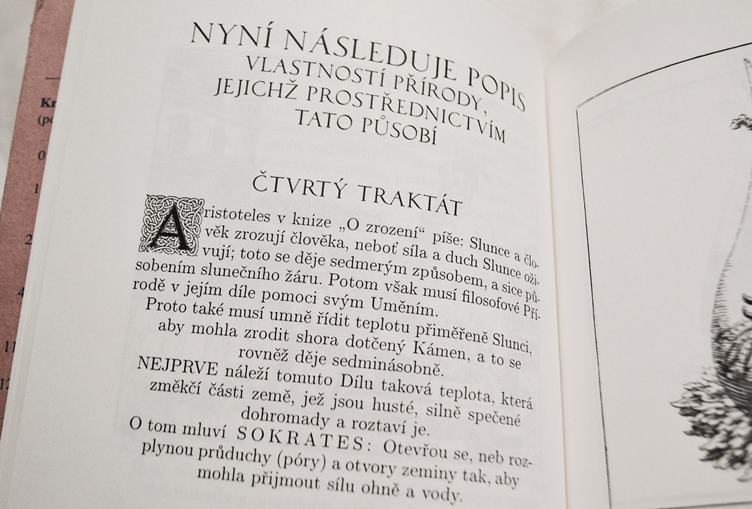 NYNÍ NÁSLEDUJE POPIS
VLASTNOSTÍ PŘÍRODY,
JEJICHŽ PROSTŘEDNICTVÍM
TATO PŮSOBÍ
ČTVRTÝ TRAKTÁT
Aristoteles v knize „O zrození“ píše: Slunce a člo-
věk zrozují člověka, neboť síla a duch Slunce oži-
vují; toto se děje sedmerým způsobem, a sice pů-
sobením slunečního žáru. Potom však musí filosofové Pří-
rodě v jejím díle pomoci svým Uměním.
Proto také musí umně řídit teplotu přiměřeně Slunci,
aby mohla zrodit shora dotčený Kámen, a to se
rovněž děje sedminásobně.
NEJPRVE náleží tomuto Dílu taková teplota, která
změkčí části země, jež jsou husté, silně spečené
dohromady a roztaví je.
O tom mluví SOKRATES: Otevřou se, neb roz-
plynou průduchy (póry) a otvory zeminy tak, aby
mohla přijmout sílu ohně a vody.